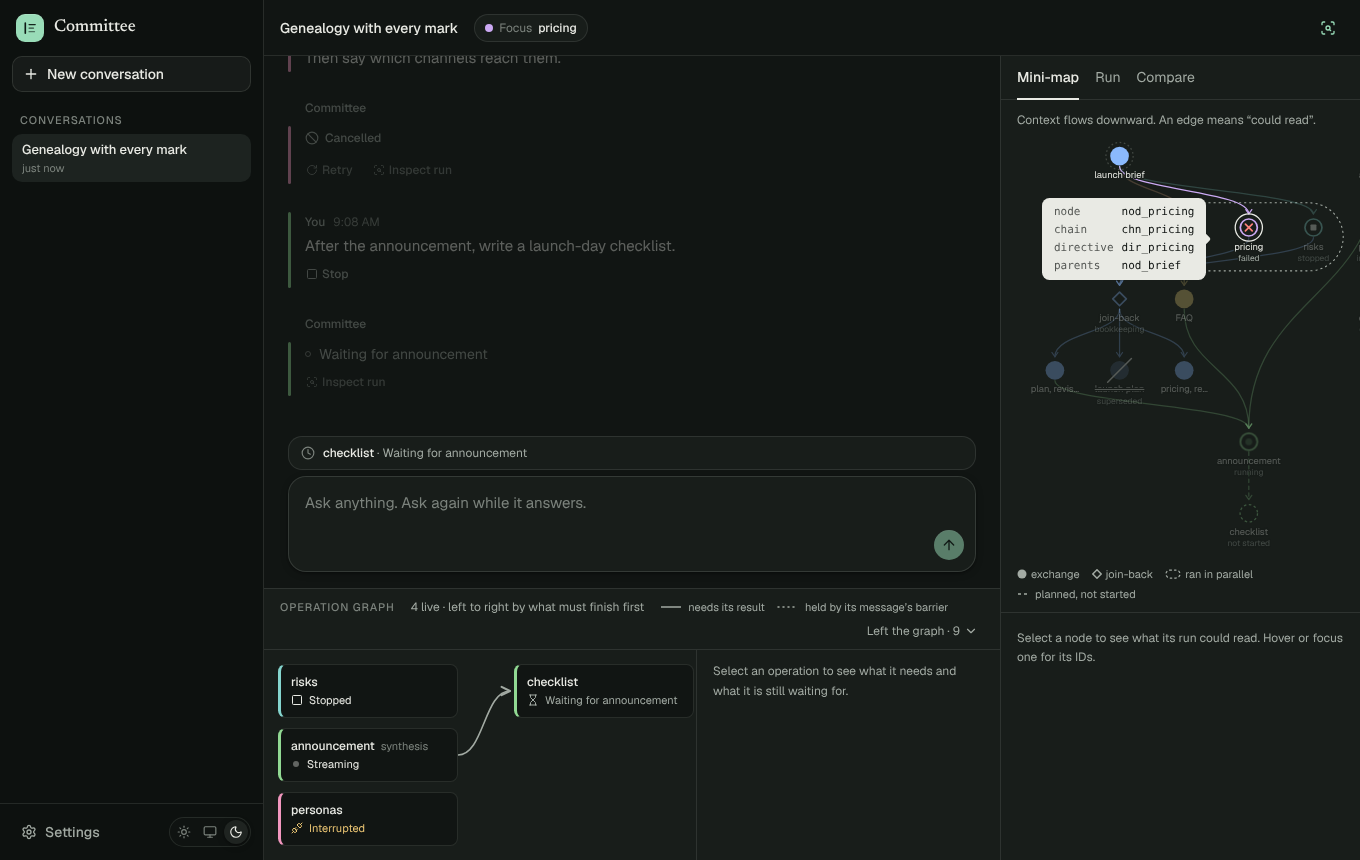 Committee
New conversation
CONVERSATIONS
Genealogy with every mark
just now
Settings
Genealogy with every mark
Focus pricing
Then say which channels reach them.
Committee
Cancelled
Retry
Inspect run
You 9:08 AM
After the announcement, write a launch-day checklist.
Stop
Committee
Waiting for announcement
Inspect run
checklist · Waiting for announcement
Ask anything. Ask again while it answers.
OPERATION GRAPH
4 live · left to right by what must finish first
needs its result
held by its message's barrier
Left the graph · 9
risks
Stopped
announcement synthesis
Streaming
personas
Interrupted
checklist
Waiting for announcement
Select an operation to see what it needs and
what it is still waiting for.
Mini-map
Run
Compare
Context flows downward. An edge means “could read”.
launch brief
node nod_pricing
chain chn_pricing
directive dir_pricing
parents nod_brief
pricing
failed
risks
stopped
join-back
bookkeeping
FAQ
plan, revis…
launch plan
superseded
pricing, re…
announcement
running
checklist
not started
exchange
join-back
ran in parallel
planned, not started
Select a node to see what its run could read. Hover or focus
one for its IDs.